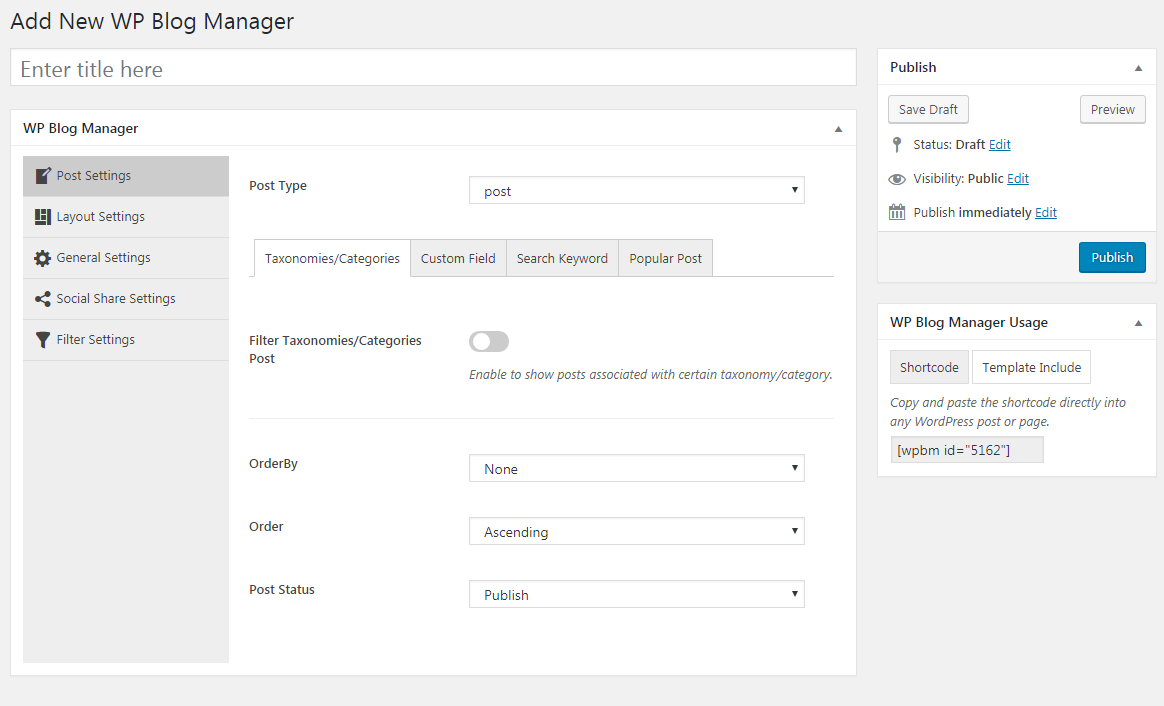 Add New WP Blog Manager
Enter title here
WP Blog Manager
Post Settings
Layout Settings
General Settings
Social Share Settings
Filter Settings
Post Type
post
Taxonomies/Categories
Custom Field
Search Keyword
Popular Post
Filter Taxonomies/Categories
Post
Enable to show posts associated with certain taxonomy/category.
OrderBy
None
Order
Ascending
Post Status
Publish
Publish
Save Draft
Preview
Status: Draft Edit
Visibility: Public Edit
Publish immediately Edit
Publish
WP Blog Manager Usage
Shortcode
Template Include
Copy and paste the shortcode directly into
any WordPress post or page.
[wpbm id="5162"]